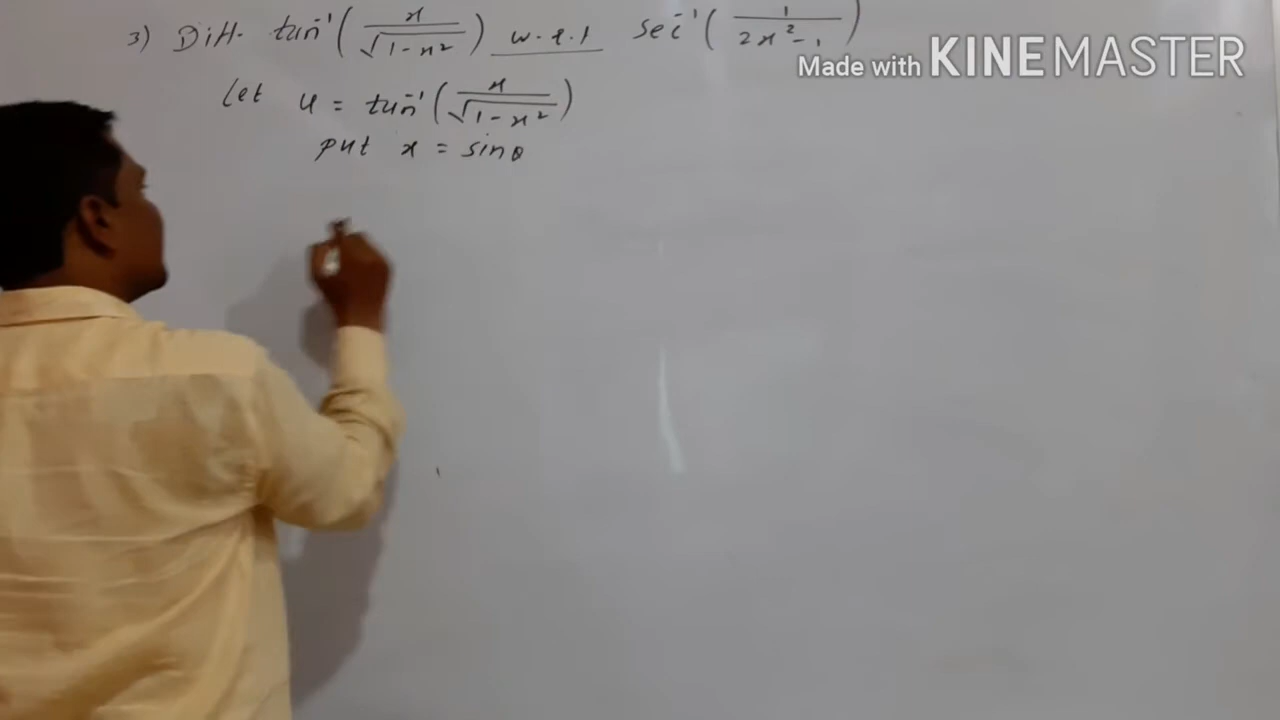 3) Diff. tan⁻¹(x/√(1-x²)) w.r.t sec⁻¹(1/(2x²-1))
Made with KINEMASTER
Let u = tan⁻¹(x/√(1-x²))
put x = sinθ